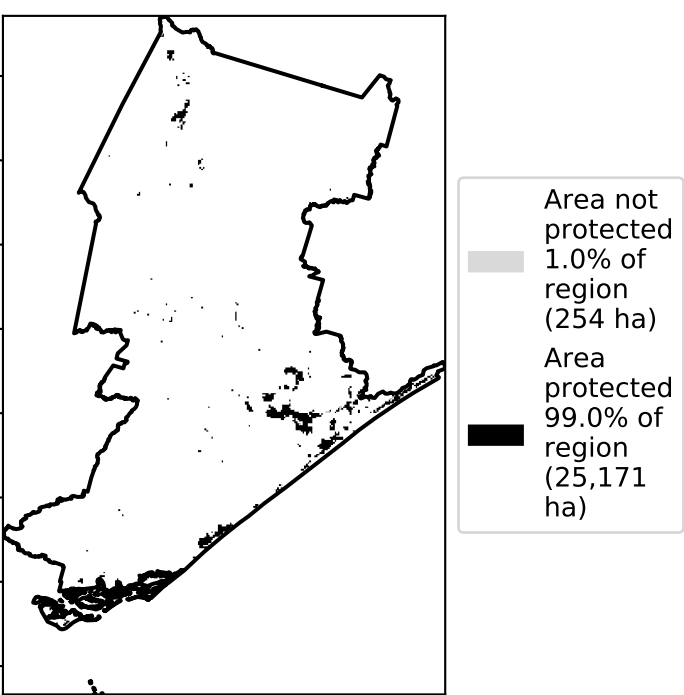 Area not
protected
1.0% of
region
(254 ha)
Area
protected
99.0% of
region
(25,171
ha)